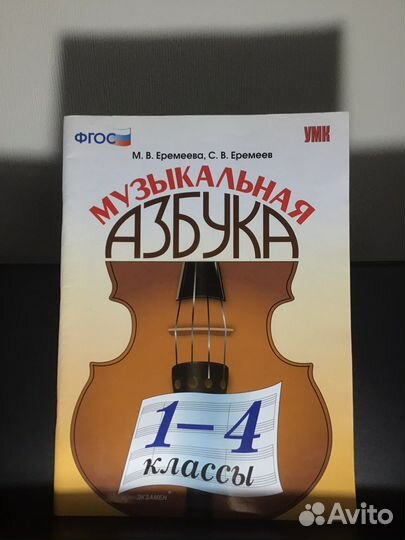 ФГОС
УМК
М. В. Еремеева, С. В. Еремеев
МУЗЫКАЛЬНАЯ
АЗБУКА
1–4
классы
ЭКЗАМЕН
Avito